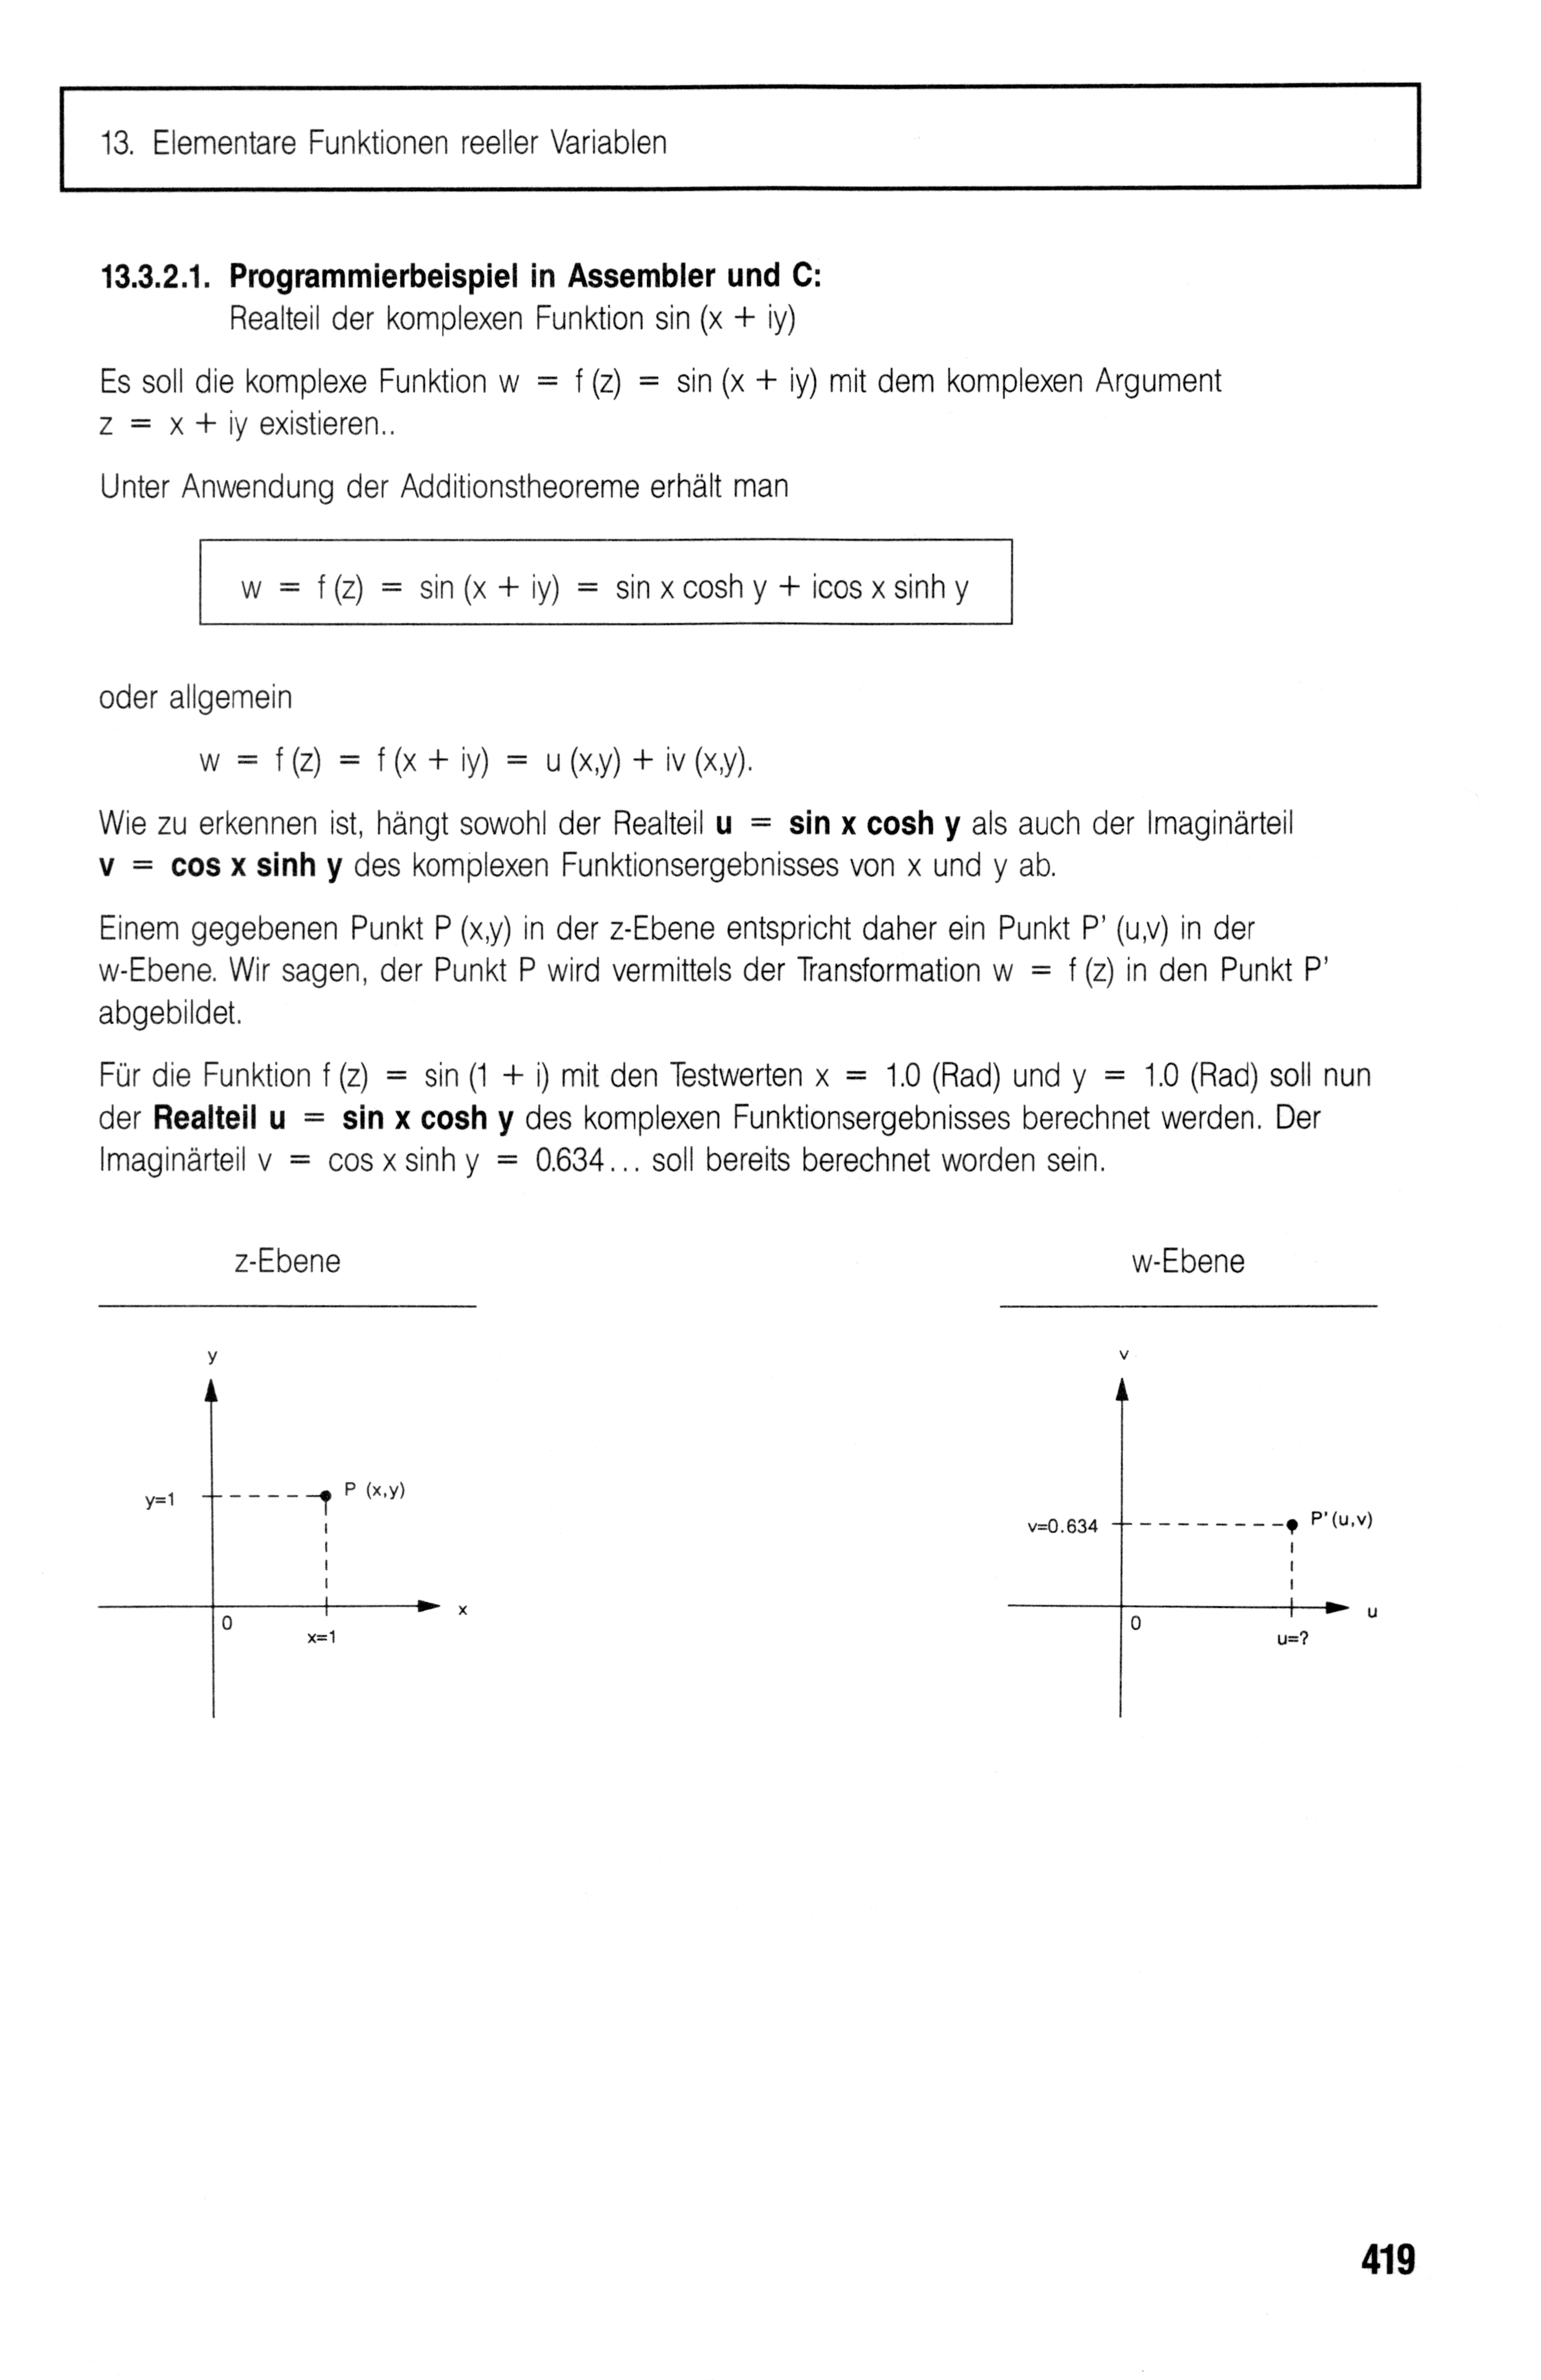 13. Elementare Funktionen reeller Variablen
13.3.2.1. Programmierbeispiel in Assembler und C:
Realteil der komplexen Funktion sin (x + iy)
Es soll die komplexe Funktion w = f (z) = sin (x + iy) mit dem komplexen Argument
z = x + iy existieren..
Unter Anwendung der Additionstheoreme erhält man
w = f (z) = sin (x + iy) = sin x cosh y + icos x sinh y
oder allgemein
w = f (z) = f (x + iy) = u (x,y) + iv (x,y).
Wie zu erkennen ist, hängt sowohl der Realteil u = sin x cosh y als auch der Imaginärteil
v = cos x sinh y des komplexen Funktionsergebnisses von x und y ab.
Einem gegebenen Punkt P (x,y) in der z-Ebene entspricht daher ein Punkt P' (u,v) in der
w-Ebene. Wir sagen, der Punkt P wird vermittels der Transformation w = f (z) in den Punkt P'
abgebildet.
Für die Funktion f (z) = sin (1 + i) mit den Testwerten x = 1.0 (Rad) und y = 1.0 (Rad) soll nun
der Realteil u = sin x cosh y des komplexen Funktionsergebnisses berechnet werden. Der
Imaginärteil v = cos x sinh y = 0.634... soll bereits berechnet worden sein.
z-Ebene
y
P (x,y)
y=1
x
0
x=1
w-Ebene
v
P'(u,v)
v=0.634
u
0
u=?
419